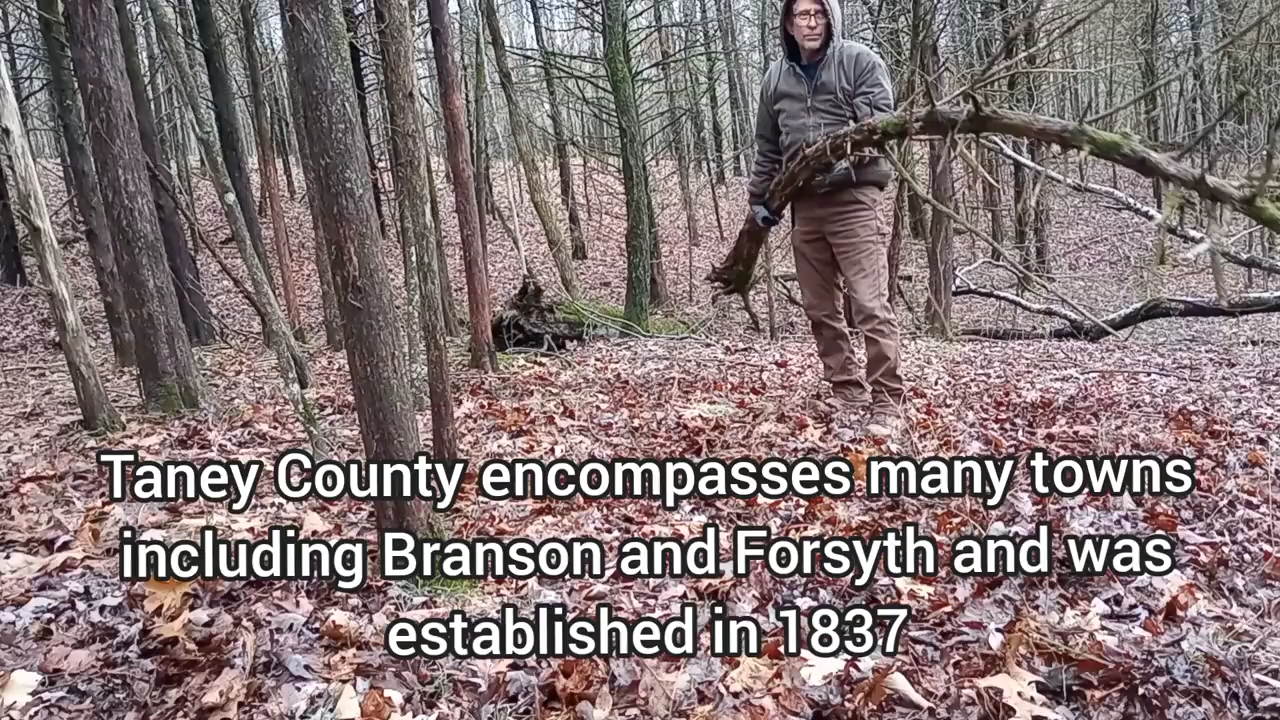 Taney County encompasses many towns
including Branson and Forsyth and was
established in 1837